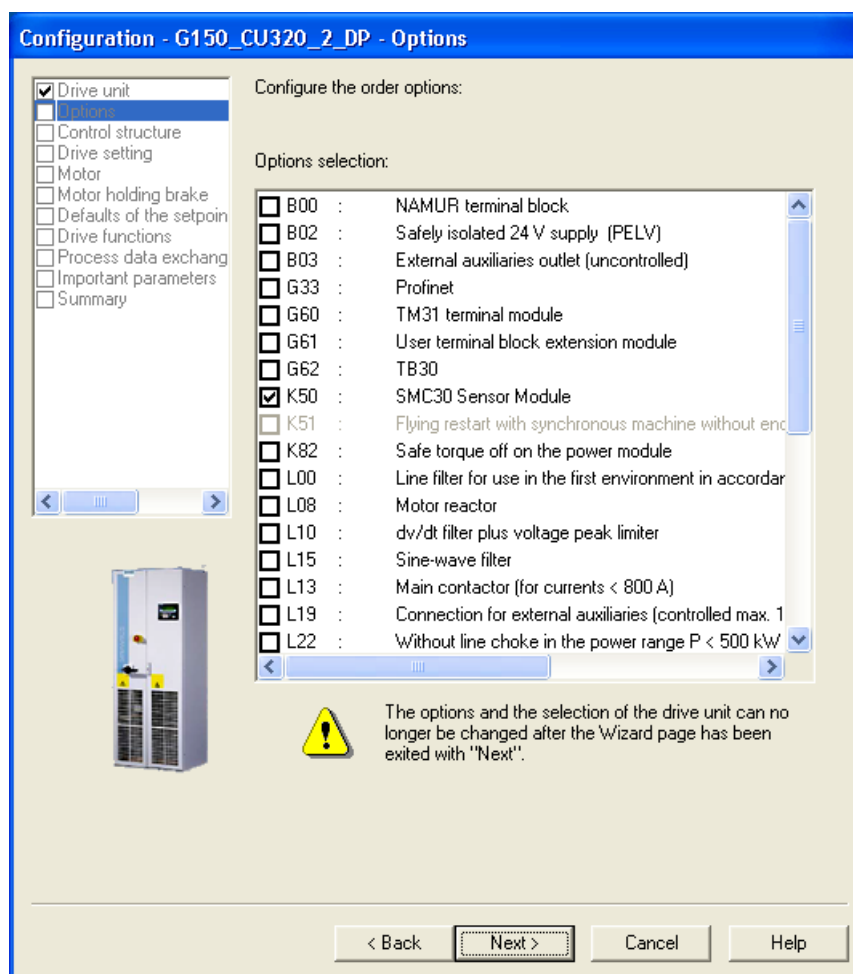 Configuration - G150_CU320_2_DP - Options
Drive unit
Options
Control structure
Drive setting
Motor
Motor holding brake
Defaults of the setpoin
Drive functions
Process data exchang
Important parameters
Summary
Configure the order options:
Options selection:
B00 : NAMUR terminal block
B02 : Safely isolated 24 V supply (PELV)
B03 : External auxiliaries outlet (uncontrolled)
G33 : Profinet
G60 : TM31 terminal module
G61 : User terminal block extension module
G62 : TB30
K50 : SMC30 Sensor Module
K51 : Flying restart with synchronous machine without enc
K82 : Safe torque off on the power module
L00 : Line filter for use in the first environment in accordar
L08 : Motor reactor
L10 : dv/dt filter plus voltage peak limiter
L15 : Sine-wave filter
L13 : Main contactor (for currents < 800 A)
L19 : Connection for external auxiliaries (controlled max. 1
L22 : Without line choke in the power range P < 500 kW
The options and the selection of the drive unit can no
longer be changed after the Wizard page has been
exited with "Next".
< Back Next > Cancel Help